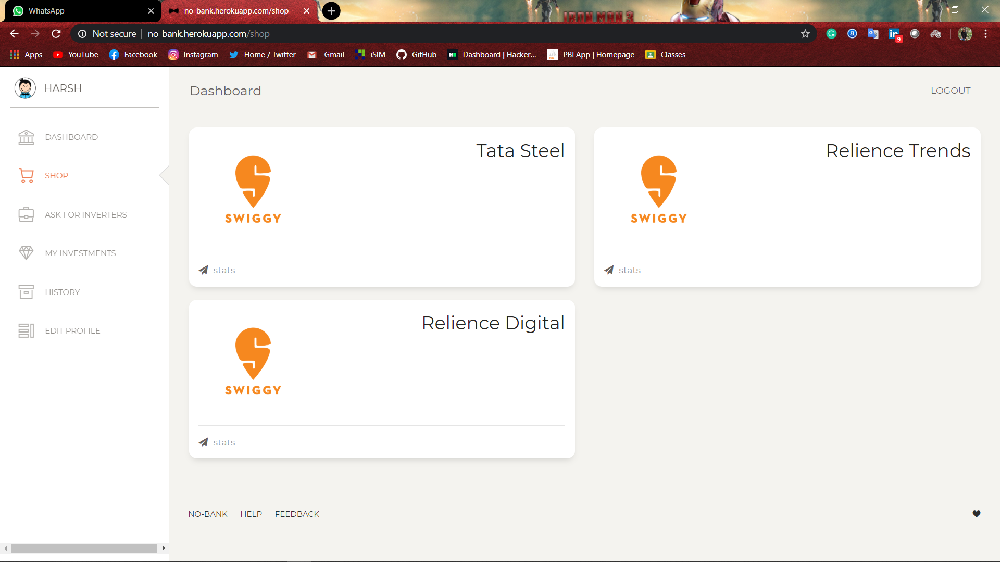 WhatsApp
no-bank.herokuapp.com/shop
IRON MAN 3
Not secure | no-bank.herokuapp.com/shop
9
Apps YouTube Facebook Instagram Home / Twitter Gmail iSIM GitHub Dashboard | Hacker... PBLApp | Homepage Classes
HARSH
Dashboard
LOGOUT
DASHBOARD
SHOP
ASK FOR INVERTERS
MY INVESTMENTS
HISTORY
EDIT PROFILE
Tata Steel
SWIGGY
stats
Relience Trends
SWIGGY
stats
Relience Digital
SWIGGY
stats
NO-BANK HELP FEEDBACK